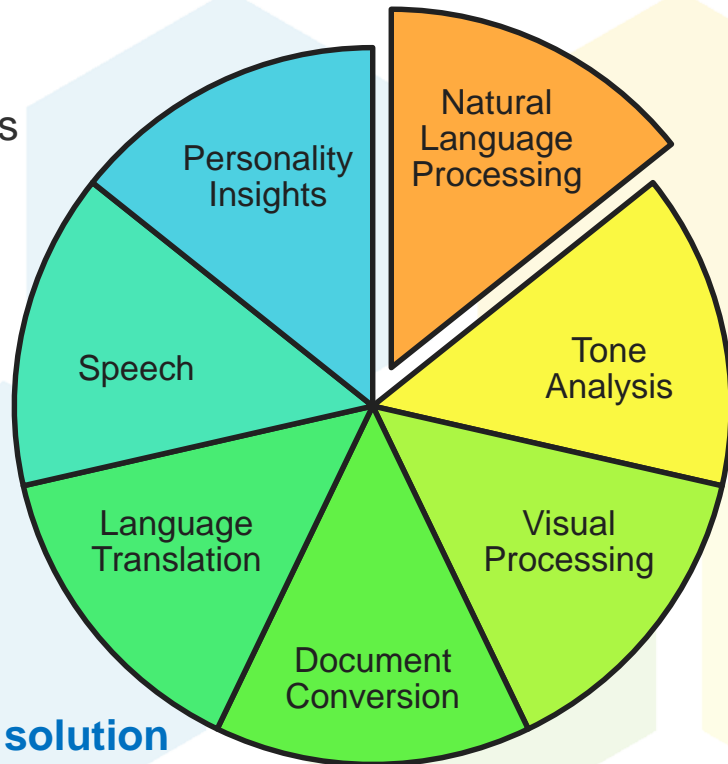 s
Natural
Language
Processing
Personality
Insights
Tone
Analysis
Speech
Visual
Processing
Language
Translation
Document
Conversion
solution